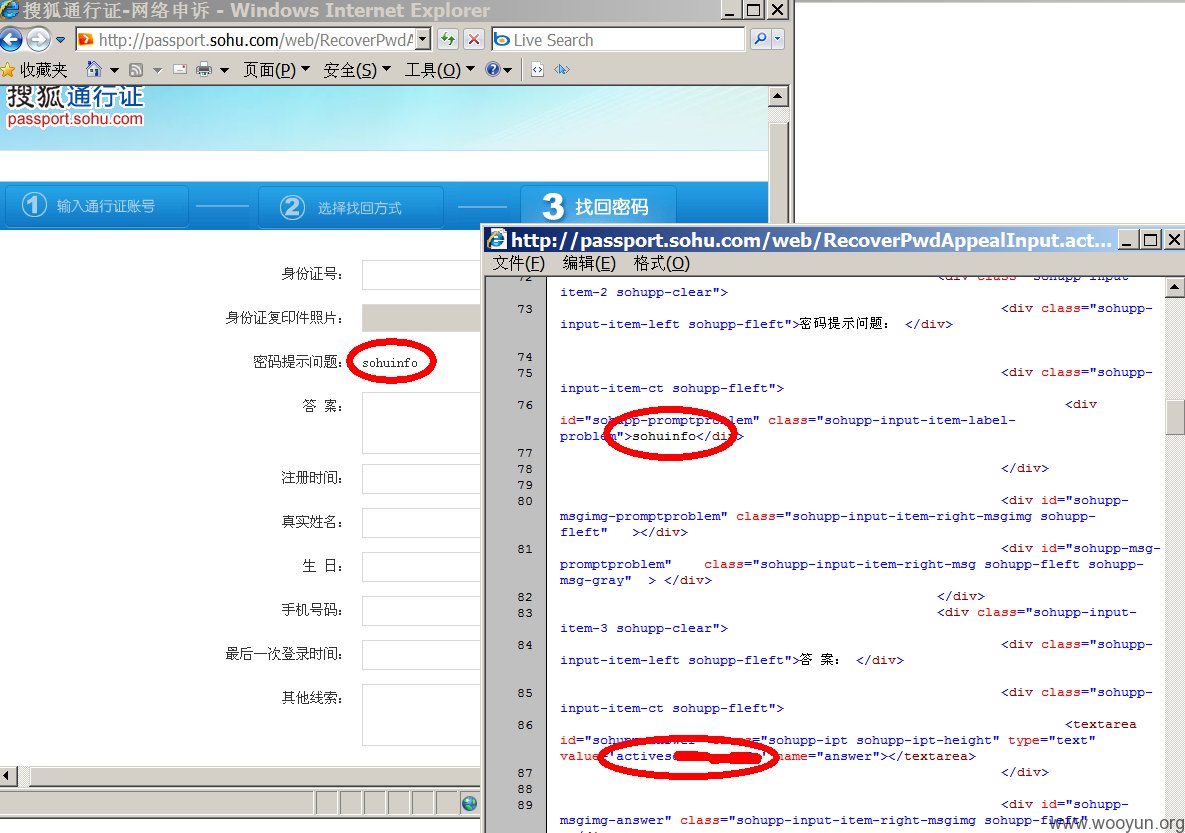 搜狐通行证-网络申诉 - Windows Internet Explorer
http://passport.sohu.com/web/RecoverPwdA
Live Search
收藏夹
页面(P)
安全(S)
工具(O)
搜狐通行证
passport.sohu.com
1 输入通行证账号
2 选择找回方式
3 找回密码
身份证号:
身份证复印件照片:
密码提示问题: sohuinfo
答 案:
注册时间:
真实姓名:
生 日:
手机号码:
最后一次登录时间:
其他线索:
http://passport.sohu.com/web/RecoverPwdAppealInput.act...
文件(F) 编辑(E) 格式(O)
72 <div class="sohupp-input-
item-2 sohupp-clear">
73 <div class="sohupp-
input-item-left sohupp-fleft">密码提示问题: </div>
74
75 <div class="sohupp-
input-item-ct sohupp-fleft">
76 <div
id="sohupp-promptproblem" class="sohupp-input-item-label-
problem">sohuinfo</div>
77
78 </div>
79
80 <div id="sohupp-
msgimg-promptproblem" class="sohupp-input-item-right-msgimg sohupp-
fleft" ></div>
81 <div id="sohupp-msg-
promptproblem" class="sohupp-input-item-right-msg sohupp-fleft sohupp-
msg-gray" > </div>
82 </div>
83 <div class="sohupp-input-
item-3 sohupp-clear">
84 <div class="sohupp-
input-item-left sohupp-fleft">答 案: </div>
85 <div class="sohupp-
input-item-ct sohupp-fleft">
86 <textarea
id="sohupp-answer" class="sohupp-ipt sohupp-ipt-height" type="text"
value="actives name="answer"></textarea>
87 </div>
88
89 <div id="sohupp-
msgimg-answer" class="sohupp-input-item-right-msgimg sohupp-fleft"
www.wooyun.org